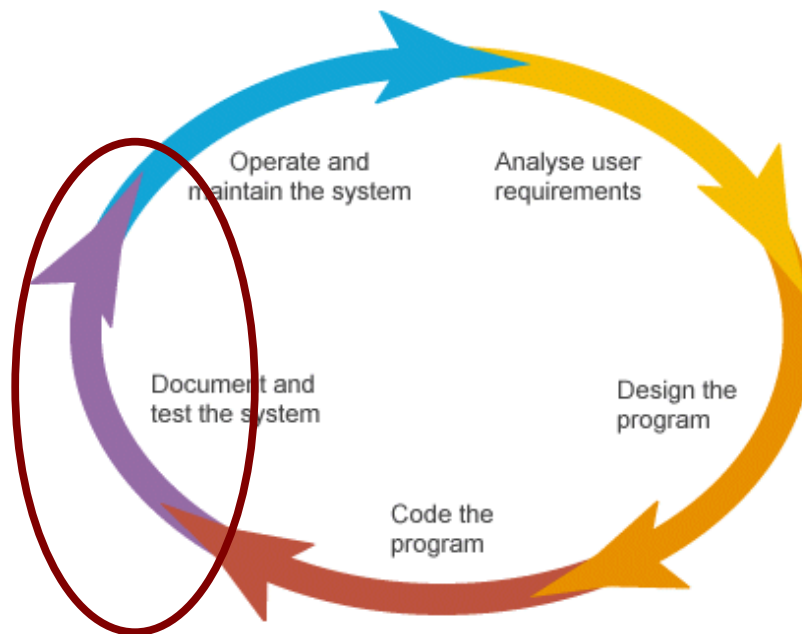 Operate and
maintain the system
Analyse user
requirements
Design the
program
Code the
program
Document and
test the system